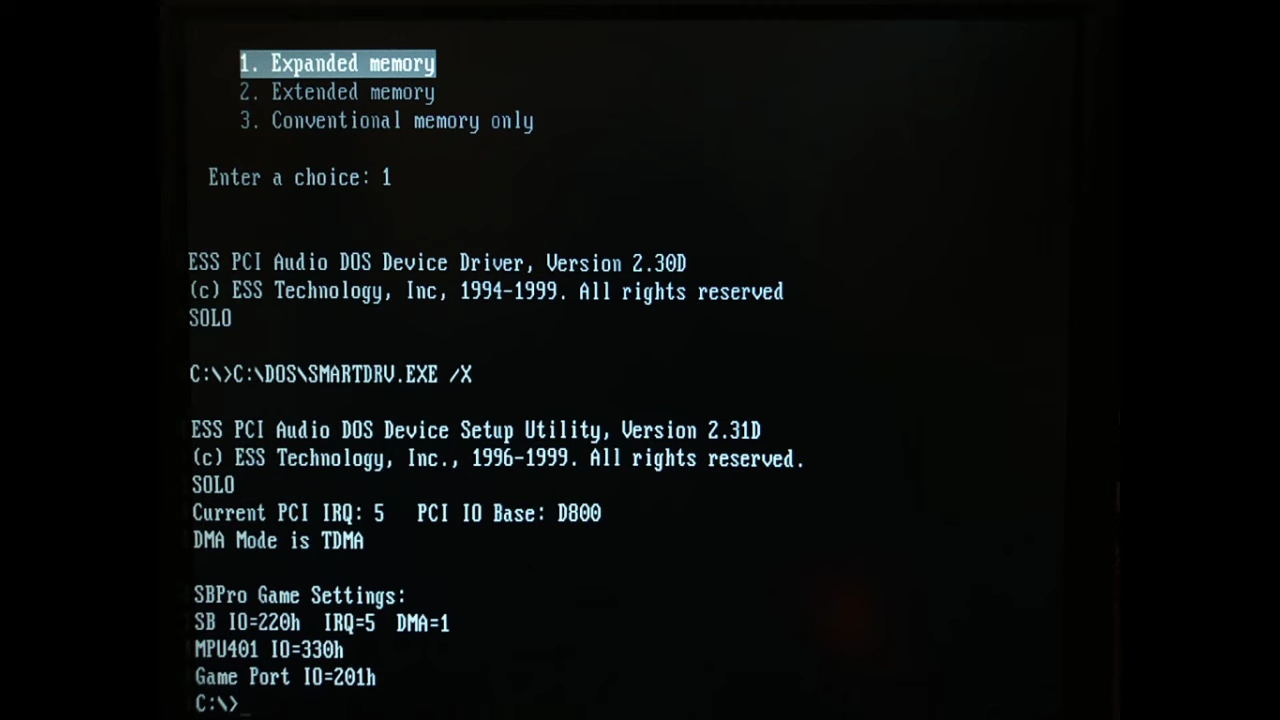 1. Expanded memory
2. Extended memory
3. Conventional memory only
Enter a choice: 1
ESS PCI Audio DOS Device Driver, Version 2.30D
(c) ESS Technology, Inc, 1994-1999. All rights reserved
SOLO
C:\>C:\DOS\SMARTDRV.EXE /X
ESS PCI Audio DOS Device Setup Utility, Version 2.31D
(c) ESS Technology, Inc., 1996-1999. All rights reserved.
SOLO
Current PCI IRQ: 5   PCI IO Base: D800
DMA Mode is TDMA
SBPro Game Settings:
SB IO=220h  IRQ=5  DMA=1
MPU401 IO=330h
Game Port IO=201h
C:\>_